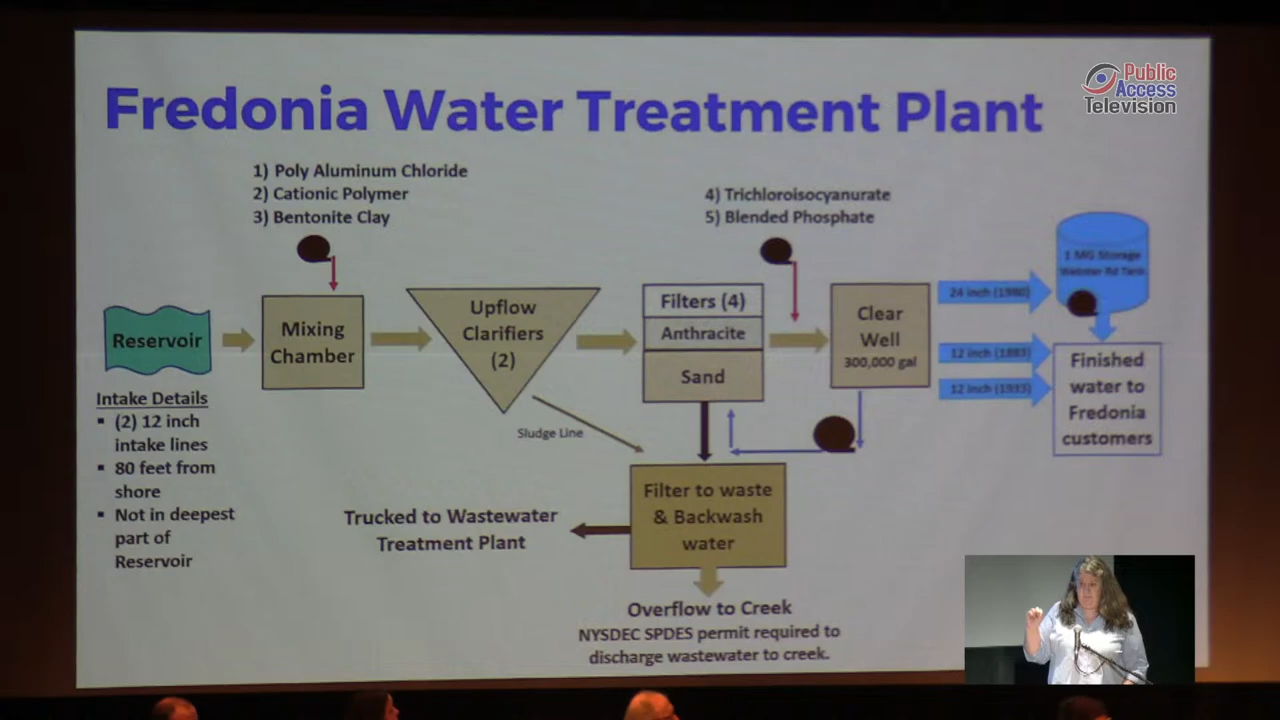 Public
Access
Television
Fredonia Water Treatment Plant
1) Poly Aluminum Chloride
2) Cationic Polymer
3) Bentonite Clay
4) Trichloroisocyanurate
5) Blended Phosphate
Reservoir
Mixing
Chamber
Upflow
Clarifiers
(2)
Filters (4)
Anthracite
Sand
Clear
Well
300,000 gal
24 inch (1980)
12 inch (1883)
12 inch (1933)
1 MG Storage
Webster Rd Tank
Finished
water to
Fredonia
customers
Intake Details
▪ (2) 12 inch
intake lines
▪ 80 feet from
shore
▪ Not in deepest
part of
Reservoir
Sludge Line
Filter to waste
& Backwash
water
Trucked to Wastewater
Treatment Plant
Overflow to Creek
NYSDEC SPDES permit required to
discharge wastewater to creek.